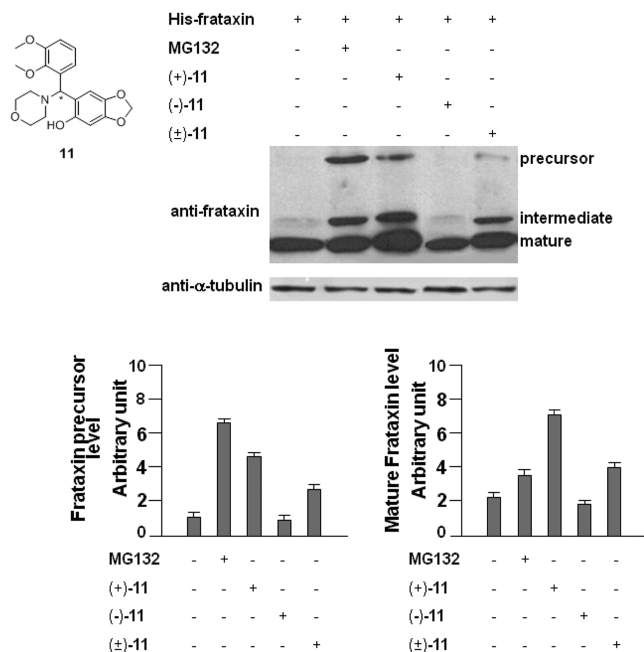 His-frataxin + + + + +
MG132 - + - - -
(+)-11 - - + - -
(-)-11 - - - + -
(±)-11 - - - - +
O
O
N
*
O
HO
O
O
11
precursor
anti-frataxin
intermediate
mature
anti-α-tubulin
Frataxin precursor
level
Arbitrary unit
10
8
6
4
2
0
MG132 - + - - -
(+)-11 - - + - -
(-)-11 - - - + -
(±)-11 - - - - +
Mature Frataxin level
Arbitrary unit
10
8
6
4
2
0
MG132 - + - - -
(+)-11 - - + - -
(-)-11 - - - + -
(±)-11 - - - - +